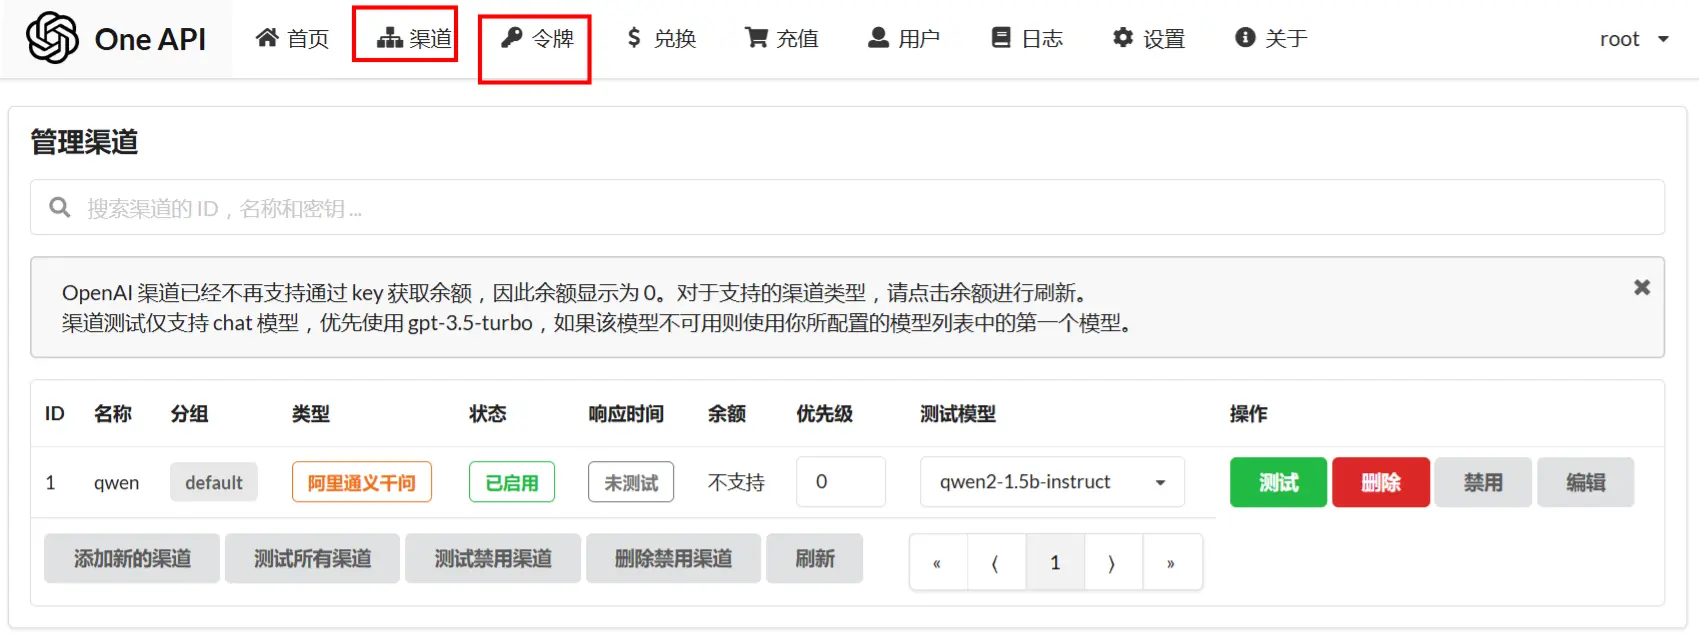 One API 首页 渠道 令牌 兑换 充值 用户 日志 设置 关于 root
管理渠道
搜索渠道的 ID，名称和密钥 ...
OpenAI 渠道已经不再支持通过 key 获取余额，因此余额显示为 0。对于支持的渠道类型，请点击余额进行刷新。
渠道测试仅支持 chat 模型，优先使用 gpt-3.5-turbo，如果该模型不可用则使用你所配置的模型列表中的第一个模型。
ID 名称 分组 类型 状态 响应时间 余额 优先级 测试模型 操作
1 qwen default 阿里通义千问 已启用 未测试 不支持 0 qwen2-1.5b-instruct 测试 删除 禁用 编辑
添加新的渠道 测试所有渠道 测试禁用渠道 删除禁用渠道 刷新 « ⟨ 1 ⟩ »